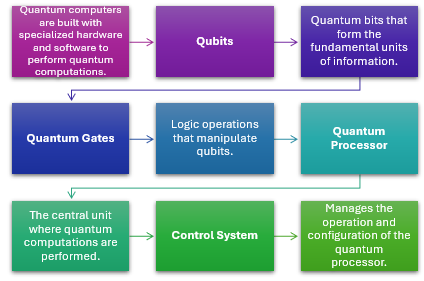 Quantum computers
are built with
specialized hardware
and software to
perform quantum
computations.
Qubits
Quantum bits that
form the
fundamental units
of information.
Quantum Gates
Logic operations
that manipulate
qubits.
Quantum
Processor
The central unit
where quantum
computations are
performed.
Control System
Manages the
operation and
configuration of the
quantum
processor.